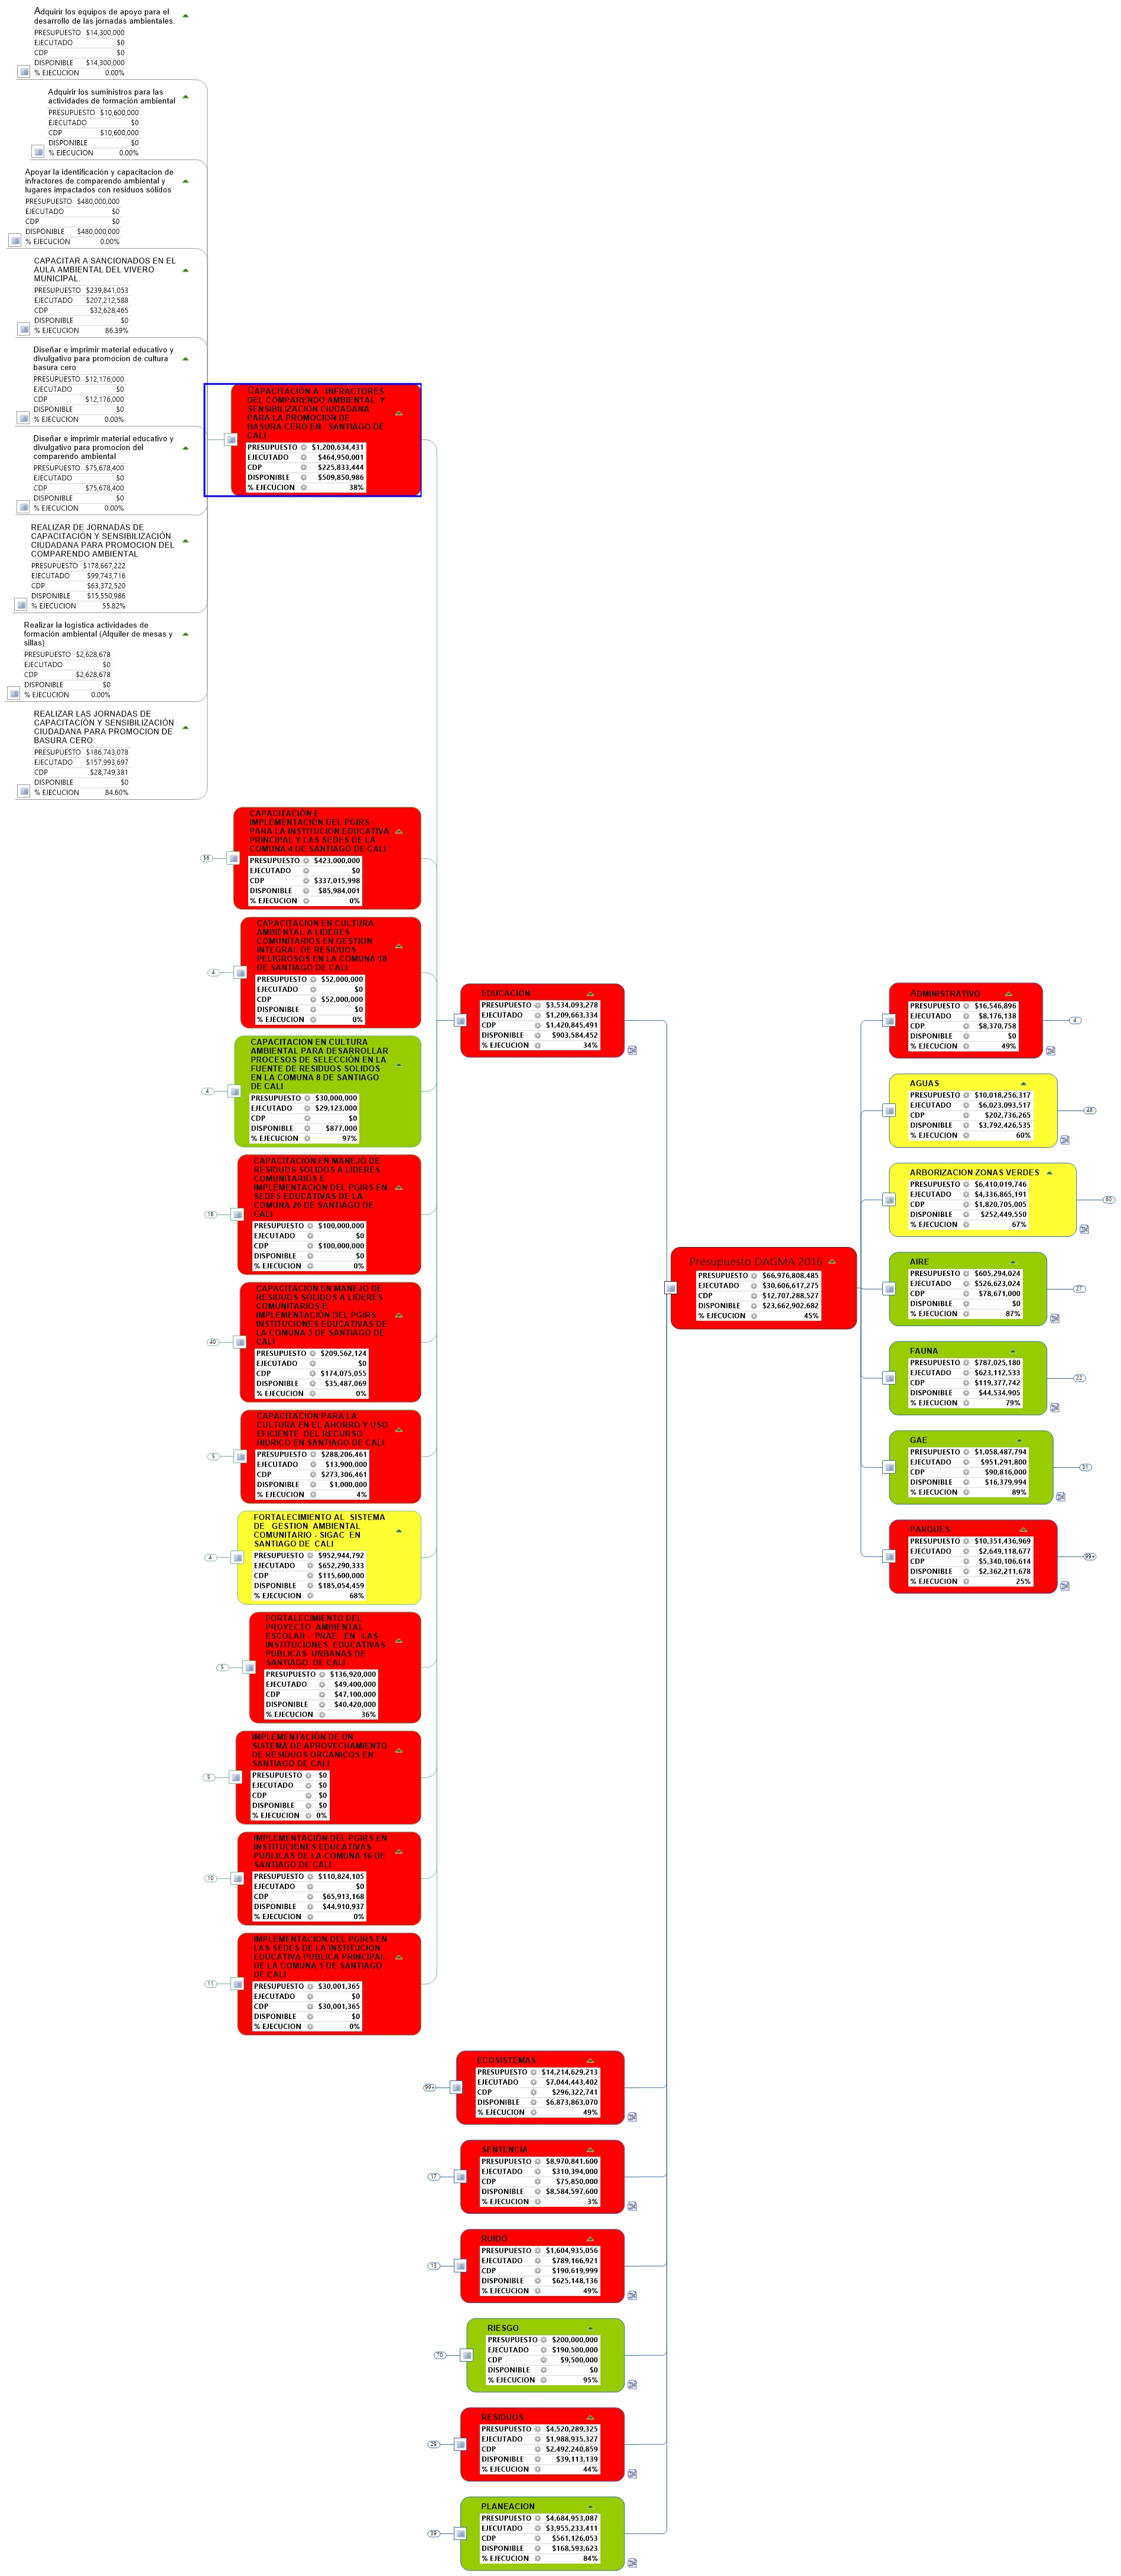 Adquirir los equipos de apoyo para el
desarrollo de las jornadas ambientales.
PRESUPUESTO $14,300,000
EJECUTADO $0
CDP $0
DISPONIBLE $14,300,000
% EJECUCION 0.00%
Adquirir los suministros para las
actividades de formación ambiental
PRESUPUESTO $10,600,000
EJECUTADO $0
CDP $10,600,000
DISPONIBLE $0
% EJECUCION 0.00%
Apoyar la identificación y capacitacion de
infractores de comparendo ambiental y
lugares impactados con residuos sólidos
PRESUPUESTO $480,000,000
EJECUTADO $0
CDP $0
DISPONIBLE $480,000,000
% EJECUCION 0.00%
CAPACITAR A SANCIONADOS EN EL
AULA AMBIENTAL DEL VIVERO
MUNICIPAL.
PRESUPUESTO $239,841,053
EJECUTADO $207,212,588
CDP $32,628,465
DISPONIBLE $0
% EJECUCION 86.39%
Diseñar e imprimir material educativo y
divulgativo para promocion de cultura
basura cero
PRESUPUESTO $12,176,000
EJECUTADO $0
CDP $12,176,000
DISPONIBLE $0
% EJECUCION 0.00%
Diseñar e imprimir material educativo y
divulgativo para promocion del
comparendo ambiental
PRESUPUESTO $75,678,400
EJECUTADO $0
CDP $75,678,400
DISPONIBLE $0
% EJECUCION 0.00%
REALIZAR DE JORNADAS DE
CAPACITACIÓN Y SENSIBILIZACIÓN
CIUDADANA PARA PROMOCION DEL
COMPARENDO AMBIENTAL
PRESUPUESTO $178,667,222
EJECUTADO $99,743,716
CDP $63,372,520
DISPONIBLE $15,550,986
% EJECUCION 55.82%
Realizar la logística actividades de
formación ambiental (Alquiler de mesas y
sillas)
PRESUPUESTO $2,628,678
EJECUTADO $0
CDP $2,628,678
DISPONIBLE $0
% EJECUCION 0.00%
REALIZAR LAS JORNADAS DE
CAPACITACIÓN Y SENSIBILIZACIÓN
CIUDADANA PARA PROMOCION DE
BASURA CERO
PRESUPUESTO $186,743,078
EJECUTADO $157,993,697
CDP $28,749,381
DISPONIBLE $0
% EJECUCION 84.60%
CAPACITACIÓN A INFRACTORES
DEL COMPARENDO AMBIENTAL Y
SENSIBILIZACION CIUDADANA
PARA LA PROMOCION DE
BASURA CERO EN SANTIAGO DE
CALI
PRESUPUESTO $1,200,634,431
EJECUTADO $464,950,001
CDP $225,833,444
DISPONIBLE $509,850,986
% EJECUCION 38%
CAPACITACIÓN E
IMPLEMENTACIÓN DEL PGIRS
PARA LA INSTITUCION EDUCATIVA
PRINCIPAL Y LAS SEDES DE LA
COMUNA 4 DE SANTIAGO DE CALI
PRESUPUESTO $423,000,000
EJECUTADO $0
CDP $337,015,998
DISPONIBLE $85,984,001
% EJECUCION 0%
56
CAPACITACION EN CULTURA
AMBIENTAL A LIDERES
COMUNITARIOS EN GESTION
INTEGRAL DE RESIDUOS
PELIGROSOS EN LA COMUNA 18
DE SANTIAGO DE CALI
PRESUPUESTO $52,000,000
EJECUTADO $0
CDP $52,000,000
DISPONIBLE $0
% EJECUCION 0%
4
CAPACITACION EN CULTURA
AMBIENTAL PARA DESARROLLAR
PROCESOS DE SELECCIÓN EN LA
FUENTE DE RESIDUOS SOLIDOS
EN LA COMUNA 8 DE SANTIAGO
DE CALI
PRESUPUESTO $30,000,000
EJECUTADO $29,123,000
CDP $0
DISPONIBLE $877,000
% EJECUCION 97%
4
CAPACITACION EN MANEJO DE
RESIDUOS SOLIDOS A LIDERES
COMUNITARIOS E
IMPLEMENTACION DEL PGIRS EN
SEDES EDUCATIVAS DE LA
COMUNA 20 DE SANTIAGO DE
CALI
PRESUPUESTO $100,000,000
EJECUTADO $0
CDP $100,000,000
DISPONIBLE $0
% EJECUCION 0%
18
CAPACITACIÓN EN MANEJO DE
RESIDUOS SÓLIDOS A LIDERES
COMUNITARIOS E
IMPLEMENTACIÓN DEL PGIRS
INSTITUCIONES EDUCATIVAS DE
LA COMUNA 3 DE SANTIAGO DE
CALI
PRESUPUESTO $209,562,124
EJECUTADO $0
CDP $174,075,055
DISPONIBLE $35,487,069
% EJECUCION 0%
40
CAPACITACIÓN PARA LA
CULTURA EN EL AHORRO Y USO
EFICIENTE DEL RECURSO
HIDRICO EN SANTIAGO DE CALI
PRESUPUESTO $288,206,461
EJECUTADO $13,900,000
CDP $273,306,461
DISPONIBLE $1,000,000
% EJECUCION 4%
5
FORTALECIMIENTO AL SISTEMA
DE GESTION AMBIENTAL
COMUNITARIO - SIGAC EN
SANTIAGO DE CALI
PRESUPUESTO $952,944,792
EJECUTADO $652,290,333
CDP $115,600,000
DISPONIBLE $185,054,459
% EJECUCION 68%
4
FORTALECIMIENTO DEL
PROYECTO AMBIENTAL
ESCOLAR - PRAE EN LAS
INSTITUCIONES EDUCATIVAS
PUBLICAS URBANAS DE
SANTIAGO DE CALI
PRESUPUESTO $136,920,000
EJECUTADO $49,400,000
CDP $47,100,000
DISPONIBLE $40,420,000
% EJECUCION 36%
5
IMPLEMENTACIÓN DE UN
SISTEMA DE APROVECHAMIENTO
DE RESIDUOS ORGANICOS EN
SANTIAGO DE CALI
PRESUPUESTO $0
EJECUTADO $0
CDP $0
DISPONIBLE $0
% EJECUCION 0%
5
IMPLEMENTACIÓN DEL PGIRS EN
INSTITUCIONES EDUCATIVAS
PÚBLICAS DE LA COMUNA 16 DE
SANTIAGO DE CALI
PRESUPUESTO $110,824,105
EJECUTADO $0
CDP $65,913,168
DISPONIBLE $44,910,937
% EJECUCION 0%
10
IMPLEMENTACION DEL PGIRS EN
LAS SEDES DE LA INSTITUCION
EDUCATIVA PUBLICA PRINCIPAL
DE LA COMUNA 1 DE SANTIAGO
DE CALI
PRESUPUESTO $30,001,365
EJECUTADO $0
CDP $30,001,365
DISPONIBLE $0
% EJECUCION 0%
11
EDUCACION
PRESUPUESTO $3,534,093,278
EJECUTADO $1,209,663,334
CDP $1,420,845,491
DISPONIBLE $903,584,452
% EJECUCION 34%
ECOSISTEMAS
PRESUPUESTO $14,214,629,213
EJECUTADO $7,044,443,402
CDP $296,322,741
DISPONIBLE $6,873,863,070
% EJECUCION 49%
99+
SENTENCIA
PRESUPUESTO $8,970,841,600
EJECUTADO $310,394,000
CDP $75,850,000
DISPONIBLE $8,584,597,600
% EJECUCION 3%
17
RUIDO
PRESUPUESTO $1,604,935,056
EJECUTADO $789,166,921
CDP $190,619,999
DISPONIBLE $625,148,136
% EJECUCION 49%
13
RIESGO
PRESUPUESTO $200,000,000
EJECUTADO $190,500,000
CDP $9,500,000
DISPONIBLE $0
% EJECUCION 95%
70
RESIDUOS
PRESUPUESTO $4,520,289,325
EJECUTADO $1,988,935,327
CDP $2,492,240,859
DISPONIBLE $39,113,139
% EJECUCION 44%
29
PLANEACION
PRESUPUESTO $4,684,953,087
EJECUTADO $3,955,233,411
CDP $561,126,053
DISPONIBLE $168,593,623
% EJECUCION 84%
39
Presupuesto DAGMA 2016
PRESUPUESTO $66,976,808,485
EJECUTADO $30,606,617,275
CDP $12,707,288,527
DISPONIBLE $23,662,902,682
% EJECUCION 45%
ADMINISTRATIVO
PRESUPUESTO $16,546,896
EJECUTADO $8,176,138
CDP $8,370,758
DISPONIBLE $0
% EJECUCION 49%
4
AGUAS
PRESUPUESTO $10,018,256,317
EJECUTADO $6,023,093,517
CDP $202,736,265
DISPONIBLE $3,792,426,535
% EJECUCION 60%
48
ARBORIZACION ZONAS VERDES
PRESUPUESTO $6,410,019,746
EJECUTADO $4,336,865,191
CDP $1,820,705,005
DISPONIBLE $252,449,550
% EJECUCION 67%
60
AIRE
PRESUPUESTO $605,294,024
EJECUTADO $526,623,024
CDP $78,671,000
DISPONIBLE $0
% EJECUCION 87%
27
FAUNA
PRESUPUESTO $787,025,180
EJECUTADO $623,112,533
CDP $119,377,742
DISPONIBLE $44,534,905
% EJECUCION 79%
22
GAE
PRESUPUESTO $1,058,487,794
EJECUTADO $951,291,800
CDP $90,816,000
DISPONIBLE $16,379,994
% EJECUCION 89%
31
PARQUES
PRESUPUESTO $10,351,436,969
EJECUTADO $2,649,118,677
CDP $5,340,106,614
DISPONIBLE $2,362,211,678
% EJECUCION 25%
99+